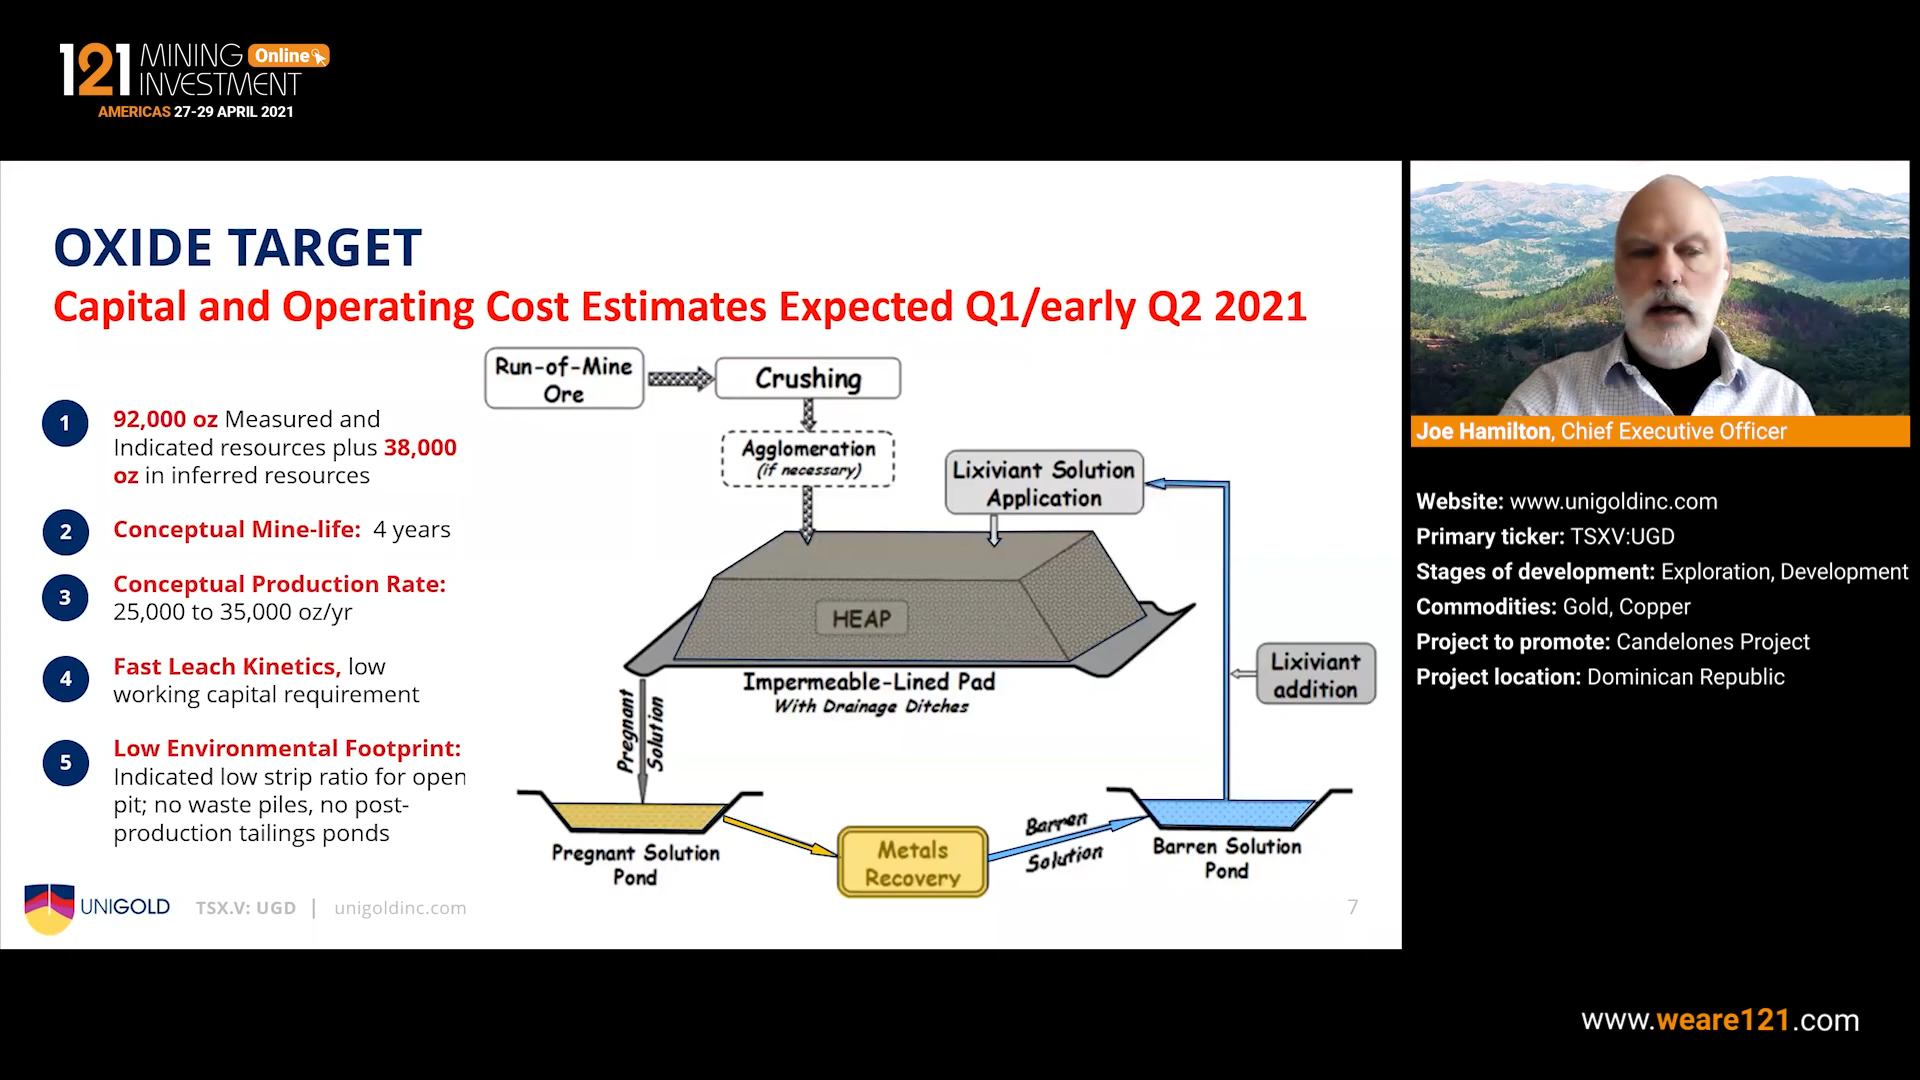 121 MINING Online
INVESTMENT
AMERICAS 27-29 APRIL 2021
OXIDE TARGET
Capital and Operating Cost Estimates Expected Q1/early Q2 2021
1
92,000 oz Measured and
Indicated resources plus 38,000
oz in inferred resources
2
Conceptual Mine-life: 4 years
3
Conceptual Production Rate:
25,000 to 35,000 oz/yr
4
Fast Leach Kinetics, low
working capital requirement
5
Low Environmental Footprint:
Indicated low strip ratio for open
pit; no waste piles, no post-
production tailings ponds
Run-of-Mine
Ore
Crushing
Agglomeration
(if necessary)
Lixiviant Solution
Application
HEAP
Impermeable-Lined Pad
With Drainage Ditches
Lixiviant
addition
Pregnant
Solution
Pregnant Solution
Pond
Metals
Recovery
Barren
Solution
Barren Solution
Pond
UNIGOLD TSX.V: UGD | unigoldinc.com
7
Joe Hamilton, Chief Executive Officer
Website: www.unigoldinc.com
Primary ticker: TSXV:UGD
Stages of development: Exploration, Development
Commodities: Gold, Copper
Project to promote: Candelones Project
Project location: Dominican Republic
www.weare121.com